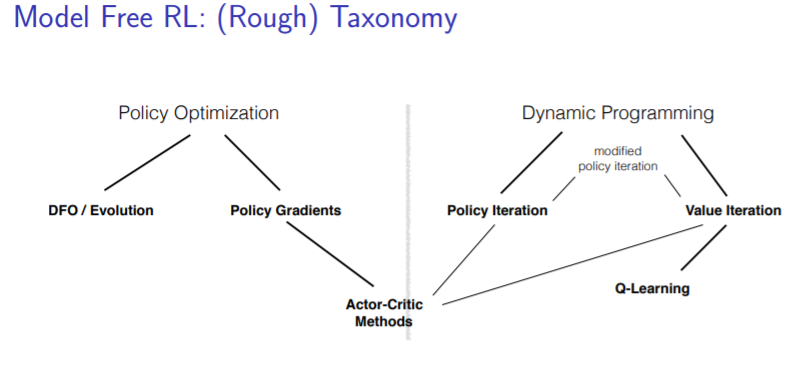 Model Free RL: (Rough) Taxonomy
Policy Optimization
Dynamic Programming
modified
policy iteration
DFO / Evolution
Policy Gradients
Policy Iteration
Value Iteration
Actor-Critic
Methods
Q-Learning